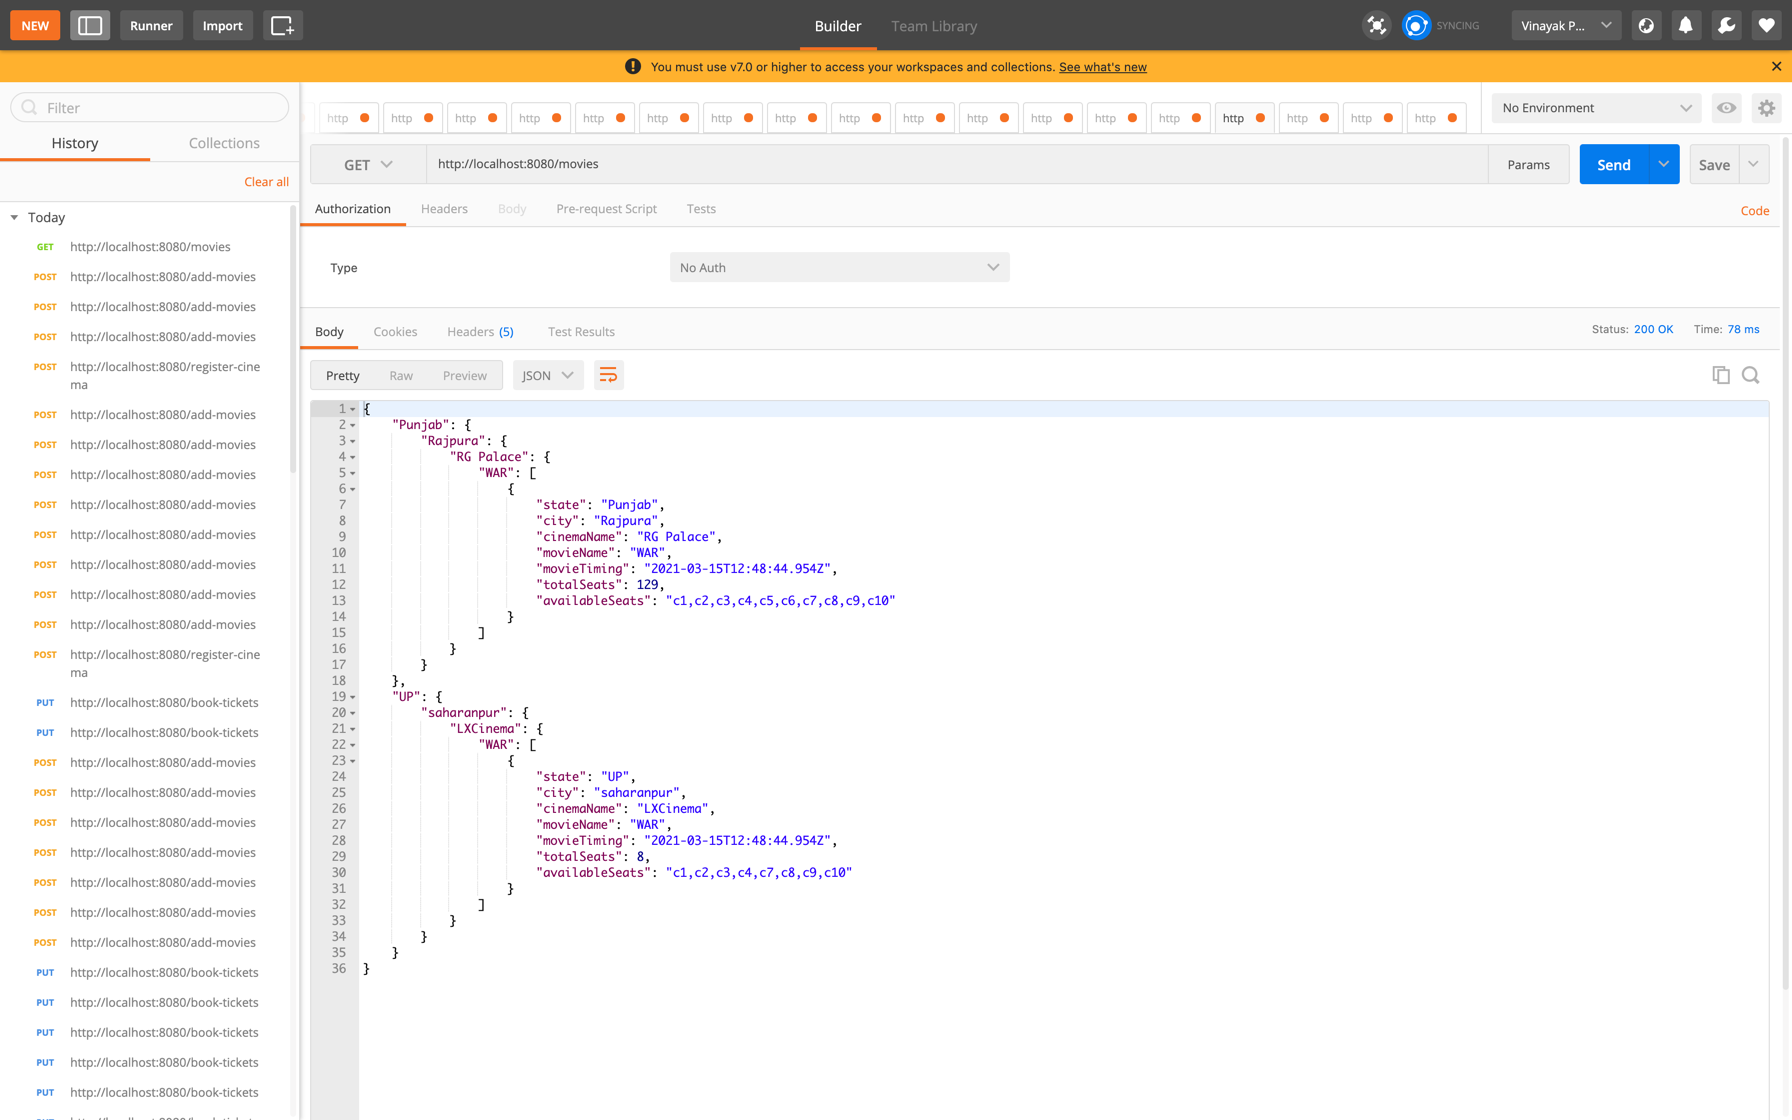 NEW Runner Import Builder Team Library SYNCING Vinayak P...
You must use v7.0 or higher to access your workspaces and collections. See what's new
Filter
http http http http http http http http http http http http http http http http http http
No Environment
History Collections
Clear all
GET http://localhost:8080/movies Params Send Save
Authorization Headers Body Pre-request Script Tests Code
Type No Auth
Body Cookies Headers (5) Test Results Status: 200 OK Time: 78 ms
Pretty Raw Preview JSON
Today
GET http://localhost:8080/movies
POST http://localhost:8080/add-movies
POST http://localhost:8080/add-movies
POST http://localhost:8080/add-movies
POST http://localhost:8080/register-cine
ma
POST http://localhost:8080/add-movies
POST http://localhost:8080/add-movies
POST http://localhost:8080/add-movies
POST http://localhost:8080/add-movies
POST http://localhost:8080/add-movies
POST http://localhost:8080/add-movies
POST http://localhost:8080/add-movies
POST http://localhost:8080/add-movies
POST http://localhost:8080/register-cine
ma
PUT http://localhost:8080/book-tickets
PUT http://localhost:8080/book-tickets
POST http://localhost:8080/add-movies
POST http://localhost:8080/add-movies
POST http://localhost:8080/add-movies
POST http://localhost:8080/add-movies
POST http://localhost:8080/add-movies
POST http://localhost:8080/add-movies
POST http://localhost:8080/add-movies
PUT http://localhost:8080/book-tickets
PUT http://localhost:8080/book-tickets
PUT http://localhost:8080/book-tickets
PUT http://localhost:8080/book-tickets
PUT http://localhost:8080/book-tickets
1 {
2 "Punjab": {
3 "Rajpura": {
4 "RG Palace": {
5 "WAR": [
6 {
7 "state": "Punjab",
8 "city": "Rajpura",
9 "cinemaName": "RG Palace",
10 "movieName": "WAR",
11 "movieTiming": "2021-03-15T12:48:44.954Z",
12 "totalSeats": 129,
13 "availableSeats": "c1,c2,c3,c4,c5,c6,c7,c8,c9,c10"
14 }
15 ]
16 }
17 }
18 },
19 "UP": {
20 "saharanpur": {
21 "LXCinema": {
22 "WAR": [
23 {
24 "state": "UP",
25 "city": "saharanpur",
26 "cinemaName": "LXCinema",
27 "movieName": "WAR",
28 "movieTiming": "2021-03-15T12:48:44.954Z",
29 "totalSeats": 8,
30 "availableSeats": "c1,c2,c3,c4,c7,c8,c9,c10"
31 }
32 ]
33 }
34 }
35 }
36 }